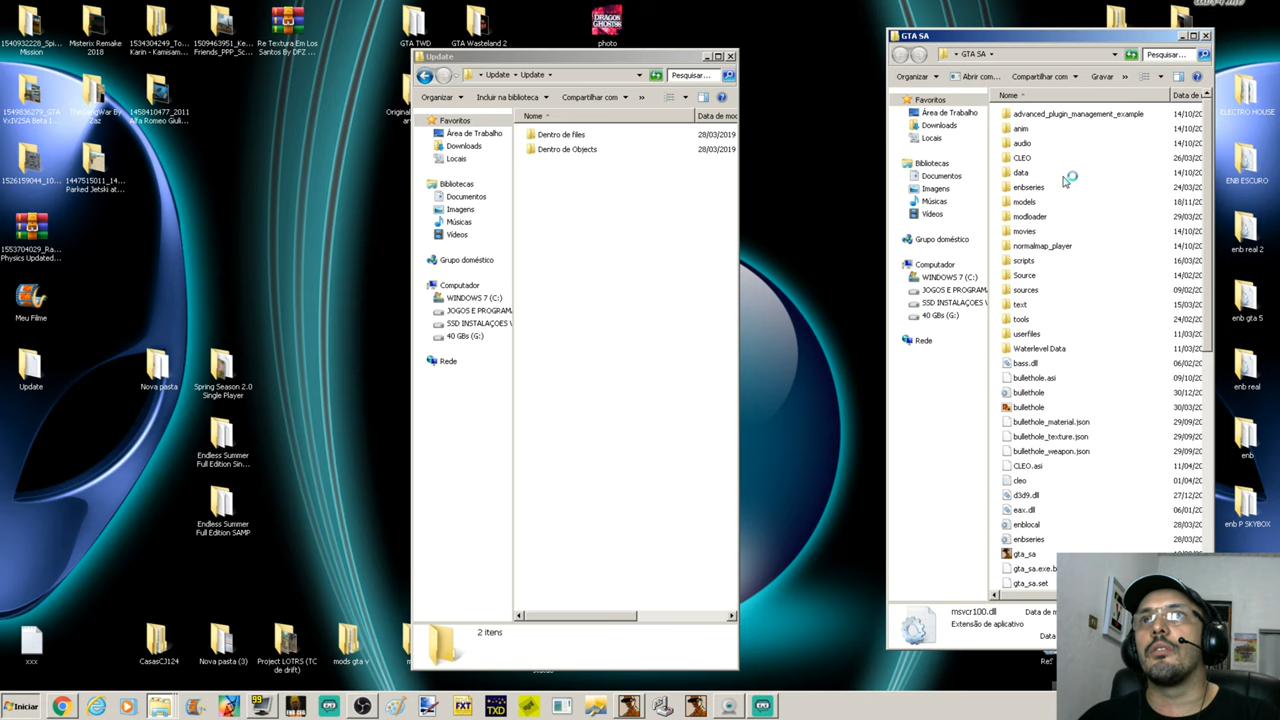 1540932228_Spi...
Mission
Misterix Remake
2018
1534304249_To...
Karin - Kamisam...
1509463951_Ke...
Friends_PPP_Sc...
Re Textura Em Los
Santos By DFZ ...
GTA TWD
GTA Wasteland 2
DRAGON
GHOSTS
photo
1549836279_GTA
VxIV2SA Beta 1...
TheGangWar By
Zaz
1458410477_2011
Alfa Romeo Giuli...
1526159044_10...
1447515011_14...
Parked Jetski at...
1553704029_Ra...
Physics Updated...
Meu Filme
Update
Nova pasta
Spring Season 2.0
Single Player
Endless Summer
Full Edition Sin...
Endless Summer
Full Edition SAMP
xxx
CasasCJ124
Nova pasta (3)
Project LOTRS (TC
de drift)
mods gta v
Update
Update
Update
Pesquisar...
Organizar
Incluir na biblioteca
Compartilhar com
»
Favoritos
Área de Trabalho
Downloads
Locais
Bibliotecas
Documentos
Imagens
Músicas
Vídeos
Grupo doméstico
Computador
WINDOWS 7 (C:)
JOGOS E PROGRAM
SSD INSTALAÇOES
40 GBs (G:)
Rede
Nome
Data de moc
Dentro de files
28/03/2019
Dentro de Objects
28/03/2019
2 itens
GTA SA
GTA SA
Pesquisar...
Organizar
Abrir com...
Compartilhar com
Gravar
»
Favoritos
Área de Trabalho
Downloads
Locais
Bibliotecas
Documentos
Imagens
Músicas
Vídeos
Grupo doméstico
Computador
WINDOWS 7 (C:)
JOGOS E PROGRAM
SSD INSTALAÇOES
40 GBs (G:)
Rede
Nome
Data de
advanced_plugin_management_example 14/10/20
anim 14/10/20
audio 14/10/20
CLEO 26/03/20
data 14/10/20
enbseries 24/03/20
models 18/11/20
modloader 29/03/20
movies 14/10/20
normalmap_player 14/10/20
scripts 16/03/20
Source 14/02/20
sources 09/02/20
text 15/03/20
tools 24/02/20
userfiles 11/03/20
Waterlevel Data 11/03/20
bass.dll 06/02/20
bullethole.asi 09/10/20
bullethole 30/12/20
bullethole 30/03/20
bullethole_material.json 29/09/20
bullethole_texture.json 29/09/20
bullethole_weapon.json 29/09/20
CLEO.asi 11/04/20
cleo 01/04/20
d3d9.dll 27/12/20
eax.dll 06/01/20
enblocal 28/03/20
enbseries 28/03/20
gta_sa
gta_sa.exe.b
gta_sa.set
msvcr100.dll
Data de m
Extensão de aplicativo
Data
ELECTRO HOUSE
ENB ESCURO
enb real 2
enb gta 5
enb real
enb
enb P SKYBOX
Iniciar
99
FXT
TXD